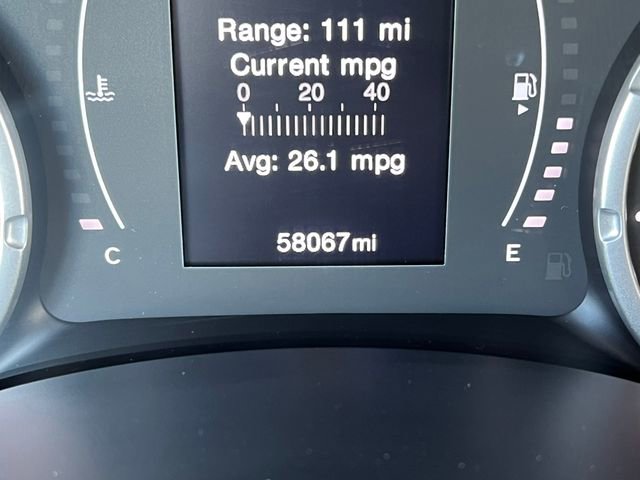 Range: 111 mi
Current mpg
0 20 40
Avg: 26.1 mpg
58067mi
C
E